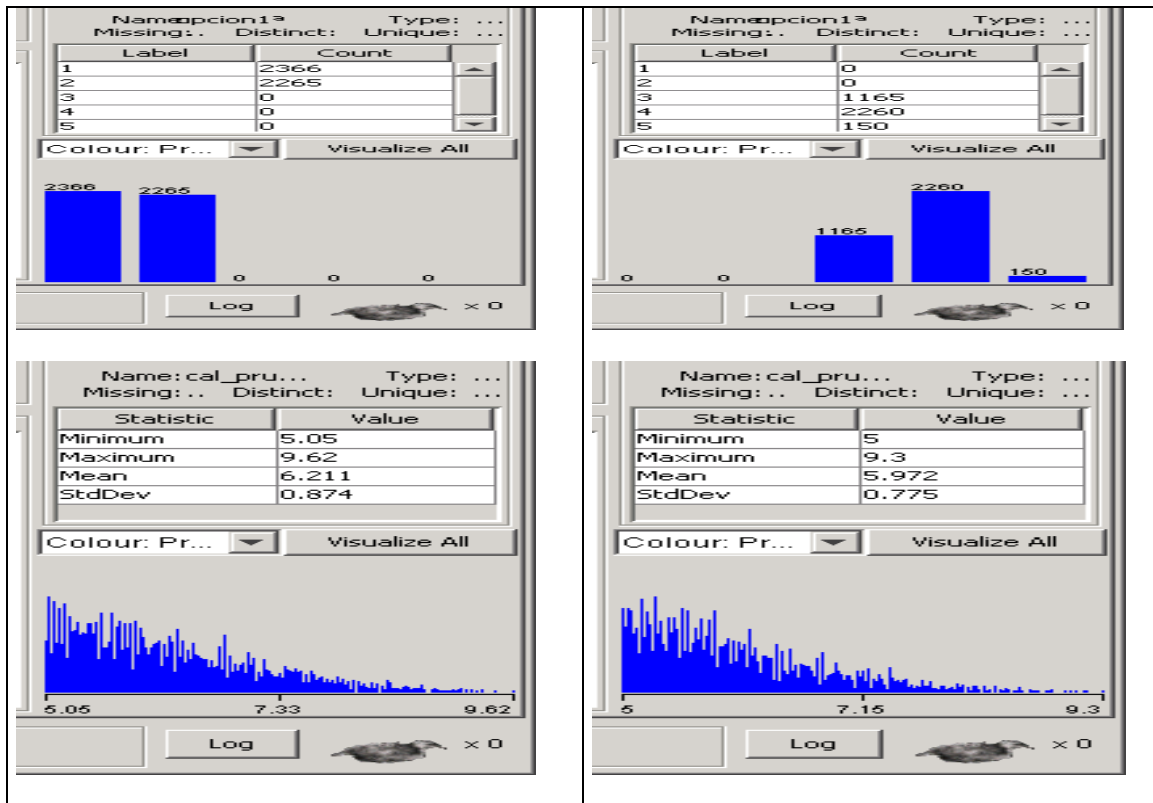 Name:opcion1ª Type: ...
Missing:.. Distinct: Unique: ...
Label Count
1 2366
2 2265
3 0
4 0
5 0
Colour: Pr... Visualize All
2366 2265 0 0 0
Log x 0
Name:opcion1ª Type: ...
Missing:.. Distinct: Unique: ...
Label Count
1 0
2 0
3 1165
4 2260
5 150
Colour: Pr... Visualize All
0 0 1165 2260 150
Log x 0
Name: cal_pru... Type: ...
Missing: .. Distinct: Unique: ...
Statistic Value
Minimum 5.05
Maximum 9.62
Mean 6.211
StdDev 0.874
Colour: Pr... Visualize All
5.05 7.33 9.62
Log x 0
Name: cal_pru... Type: ...
Missing: .. Distinct: Unique: ...
Statistic Value
Minimum 5
Maximum 9.3
Mean 5.972
StdDev 0.775
Colour: Pr... Visualize All
5 7.15 9.3
Log x 0